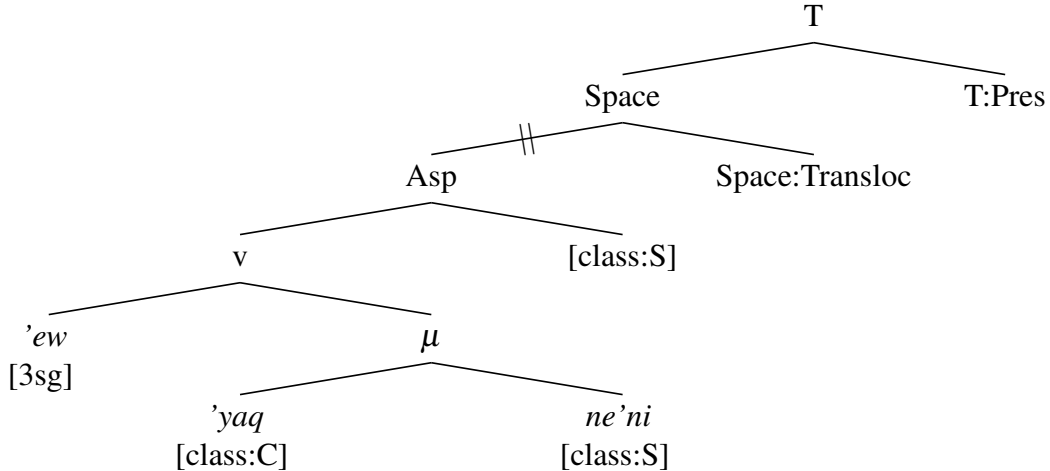 T
Space T:Pres
Asp Space:Transloc
v [class:S]
’ew μ
[3sg]
’yaq ne’ni
[class:C] [class:S]